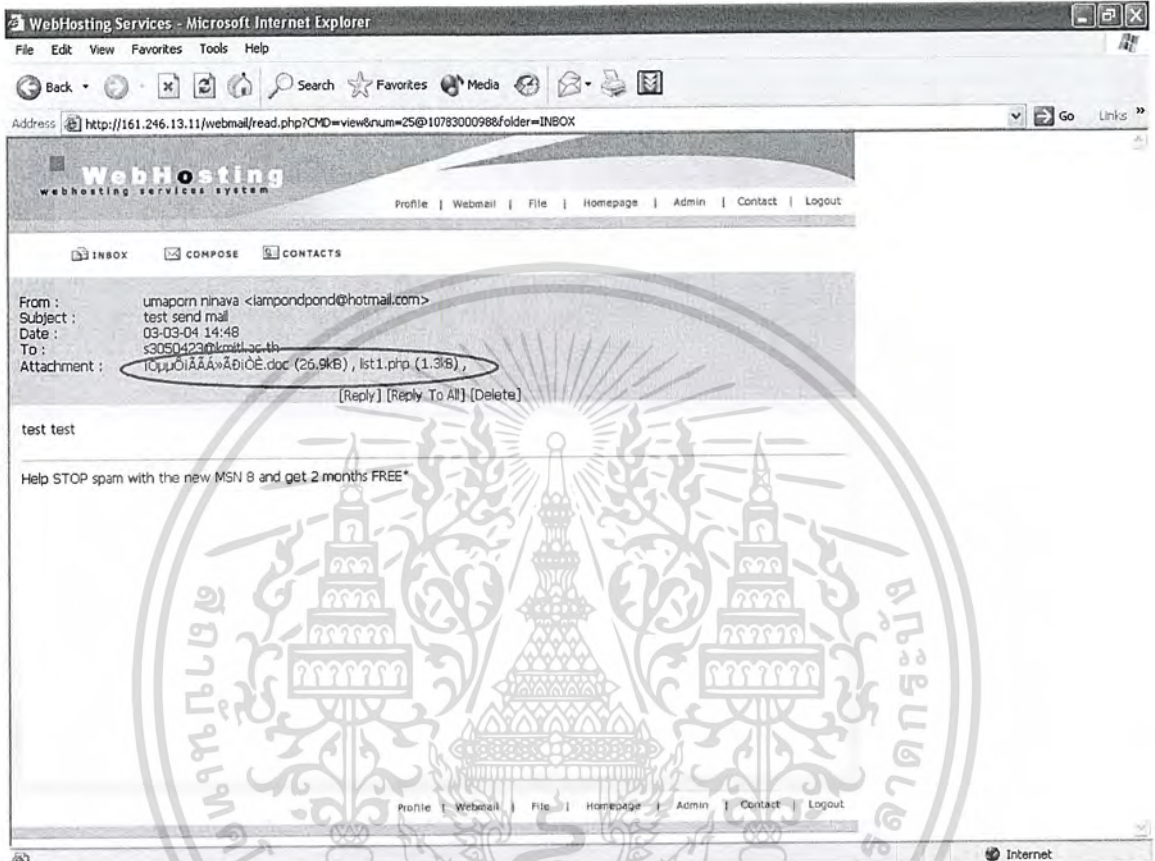 WebHosting Services - Microsoft Internet Explorer
File Edit View Favorites Tools Help
Back Search Favorites Media
Address http://161.246.13.11/webmail/read.php?CMD=view&num=25@1078300098&folder=INBOX Go Links »
WebHosting
webhosting services system
Profile | Webmail | File | Homepage | Admin | Contact | Logout
INBOX COMPOSE CONTACTS
From : umaporn ninava <iampondpond@hotmail.com>
Subject : test send mail
Date : 03-03-04 14:48
To : s3050423@kmitl.ac.th
Attachment : .doc (26.9kB) , list1.php (1.3kB) ,
[Reply] [Reply To All] [Delete]
test test
Help STOP spam with the new MSN 8 and get 2 months FREE*
Profile | Webmail | File | Homepage | Admin | Contact | Logout
Internet